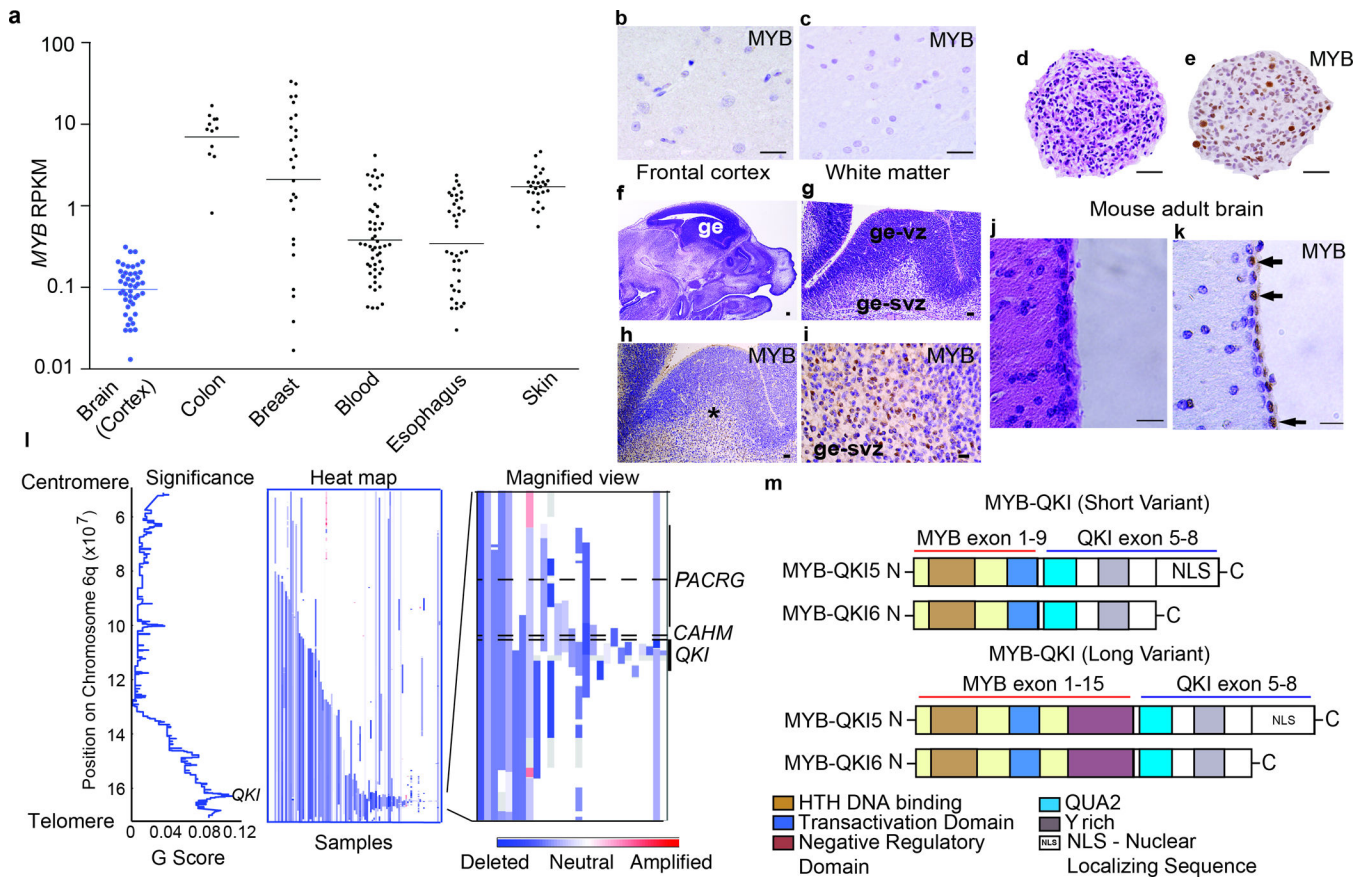 a
MYB RPKM
100
10
1
0.1
0.01
Brain
(Cortex)
Colon
Breast
Blood
Esophagus
Skin
b
MYB
Frontal cortex
c
MYB
White matter
d
e
MYB
f
ge
g
ge-vz
ge-svz
h
MYB
*
i
MYB
ge-svz
Mouse adult brain
j
k
MYB
l
Significance
Heat map
Magnified view
Centromere
Position on Chromosome 6q (x10⁷)
6
8
10
12
14
16
QKI
Telomere
0
0.04
0.08
0.12
G Score
Samples
PACRG
CAHM
QKI
Deleted
Neutral
Amplified
m
MYB-QKI (Short Variant)
MYB exon 1-9
QKI exon 5-8
MYB-QKI5 N
NLS
C
MYB-QKI6 N
C
MYB-QKI (Long Variant)
MYB exon 1-15
QKI exon 5-8
MYB-QKI5 N
NLS
C
MYB-QKI6 N
C
HTH DNA binding
Transactivation Domain
Negative Regulatory
Domain
QUA2
Y rich
NLS
NLS - Nuclear
Localizing Sequence